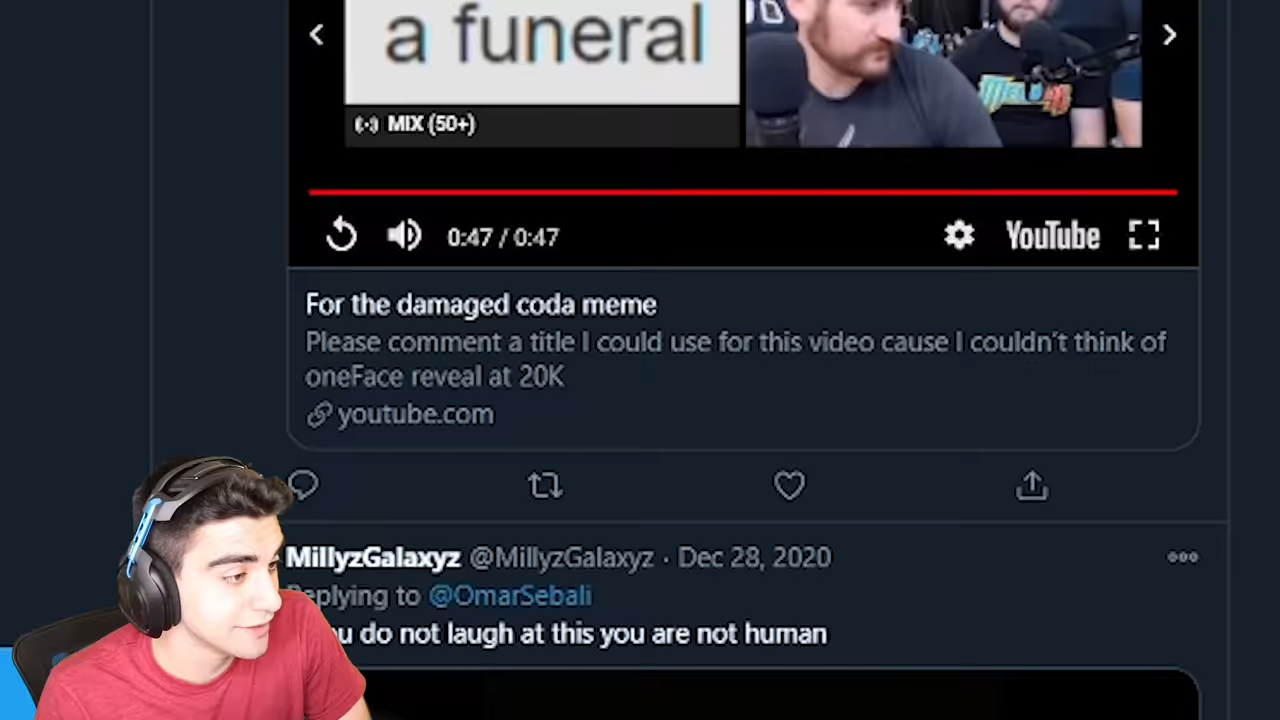 a funeral
MIX (50+)
0:47 / 0:47
YouTube
For the damaged coda meme
Please comment a title I could use for this video cause I couldn't think of
oneFace reveal at 20K
youtube.com
MillyzGalaxyz @MillyzGalaxyz · Dec 28, 2020
eplying to @OmarSebali
u do not laugh at this you are not human